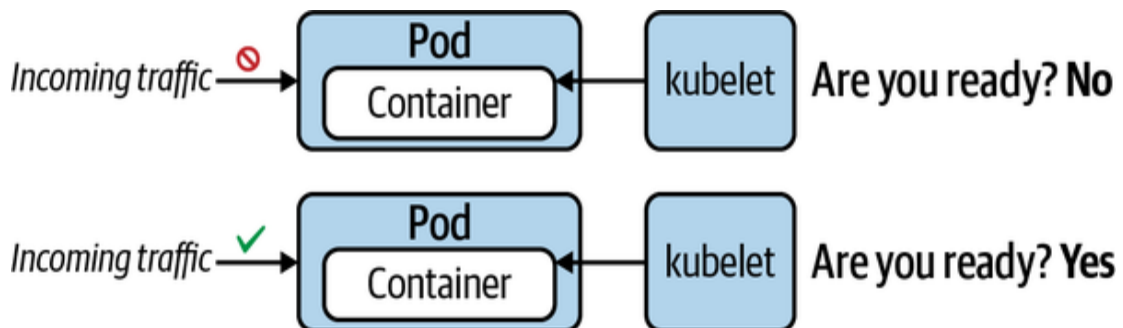 Pod
Incoming traffic
Container
kubelet
Are you ready? No
Pod
Incoming traffic
Container
kubelet
Are you ready? Yes